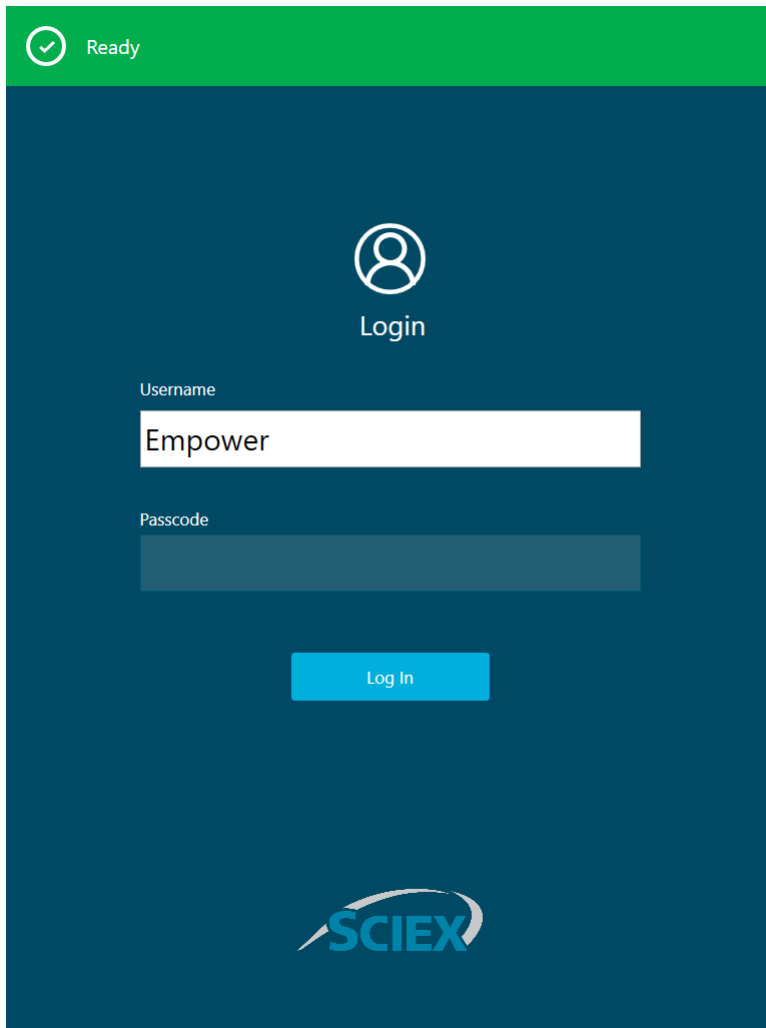 Ready
Login
Username
Empower
Passcode
Log In
SCIEX